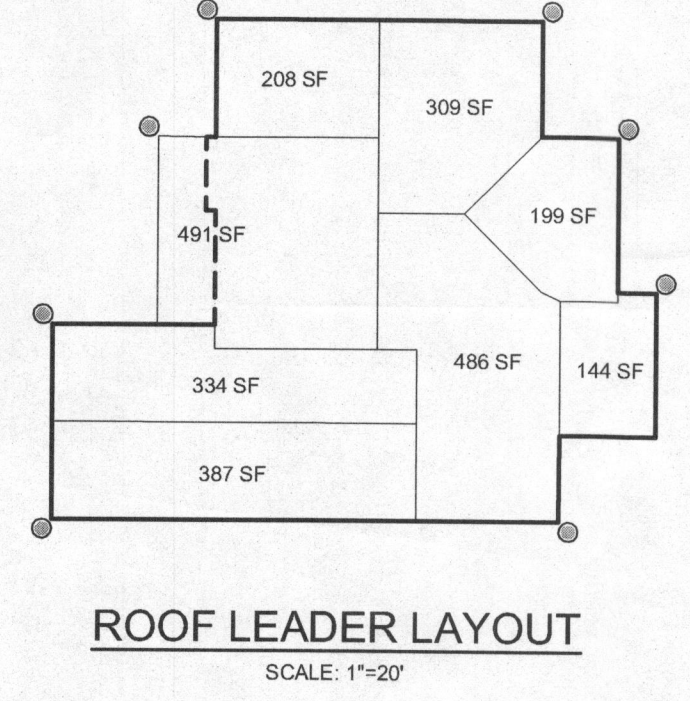 208 SF
309 SF
199 SF
491 SF
486 SF
144 SF
334 SF
387 SF
ROOF LEADER LAYOUT
SCALE: 1"=20'